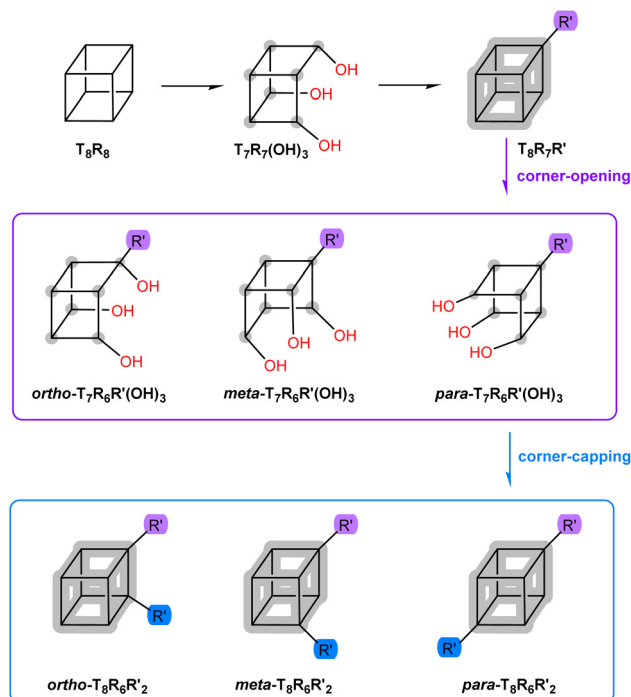 R'
OH
OH
OH
T8R8
T7R7(OH)3
T8R7R'
corner-opening
R' R' R'
OH
OH HO
OH OH HO
OH OH HO
ortho-T7R6R'(OH)3 meta-T7R6R'(OH)3 para-T7R6R'(OH)3
corner-capping
R' R' R'
R' R' R'
ortho-T8R6R'2 meta-T8R6R'2 para-T8R6R'2